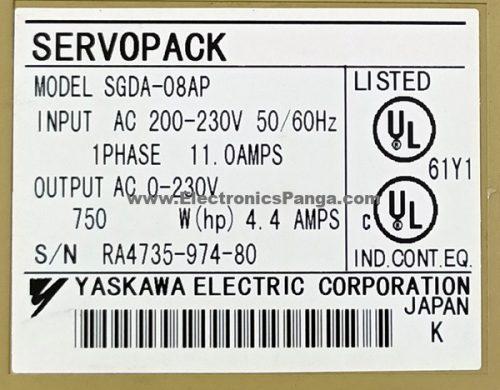 SERVOPACK
MODEL SGDA-08AP
INPUT AC 200-230V 50/60Hz
1PHASE 11.0AMPS
OUTPUT AC 0-230V
www.ElectronicsPanga.com
750 W(hp) 4.4 AMPS
S/N RA4735-974-80
LISTED
UL
®
61Y1
c UL
®
IND.CONT.EQ.
YASKAWA ELECTRIC CORPORATION
JAPAN
K